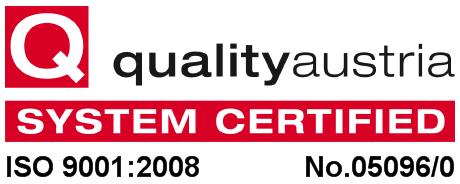 Q qualityaustria
SYSTEM CERTIFIED
ISO 9001:2008 No.05096/0